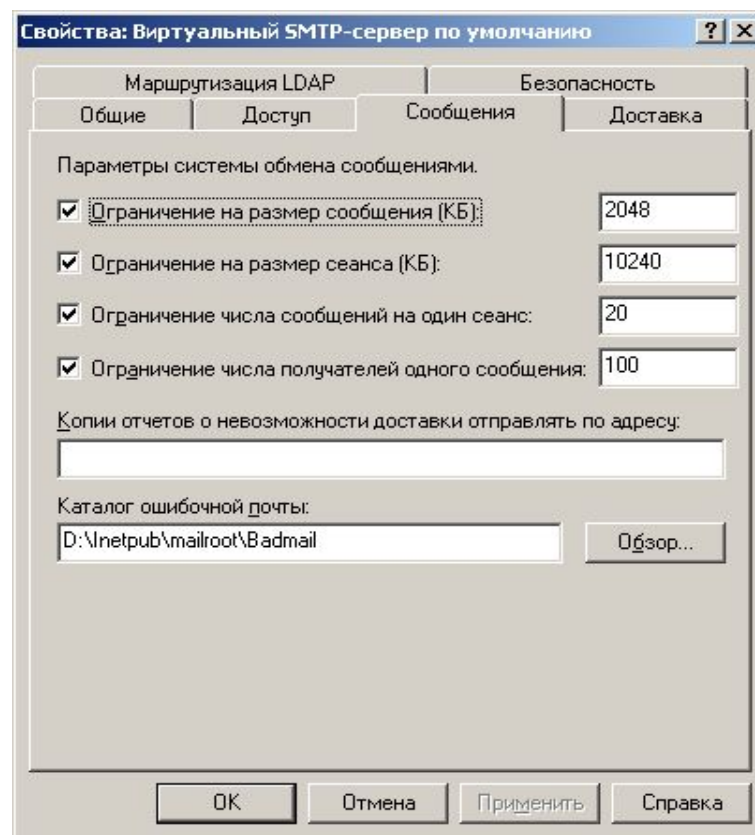 Свойства: Виртуальный SMTP-сервер по умолчанию
Маршрутизация LDAP Безопасность
Общие Доступ Сообщения Доставка
Параметры системы обмена сообщениями.
Ограничение на размер сообщения (КБ): 2048
Ограничение на размер сеанса (КБ): 10240
Ограничение числа сообщений на один сеанс: 20
Ограничение числа получателей одного сообщения: 100
Копии отчетов о невозможности доставки отправлять по адресу:
Каталог ошибочной почты:
D:\Inetpub\mailroot\Badmail Обзор...
OK Отмена Применить Справка